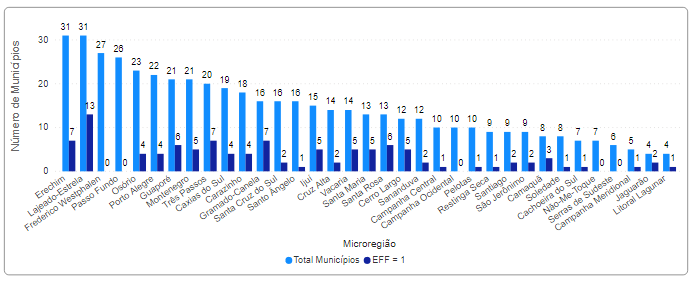 Número de Municípios
30
20
10
0
31 31 27 26 23 22 21 21 20 19 18 16 16 16 15 14 14 13 13 12 12 10 10 10 9 9 9 8 8 7 7 6 5 4 4
7 13 0 0 4 4 6 5 7 4 4 7 2 1 5 2 5 5 6 5 2 1 0 1 1 2 2 3 1 1 0 0 1 2 1
Erechim
Lajeado-Estrela
Frederico Westphalen
Passo Fundo
Osório
Porto Alegre
Guaporé
Montenegro
Três Passos
Caxias do Sul
Carazinho
Gramado-Canela
Santa Cruz do Sul
Santo Ângelo
Ijuí
Cruz Alta
Vacaria
Santa Maria
Santa Rosa
Cerro Largo
Sananduva
Campanha Central
Campanha Ocidental
Pelotas
Restinga Seca
Santiago
São Jerônimo
Camaquã
Soledade
Cachoeira do Sul
Não-Me-Toque
Serras de Sudeste
Campanha Meridional
Jaguarão
Litoral Lagunar
Microregião
Total Municípios EFF = 1